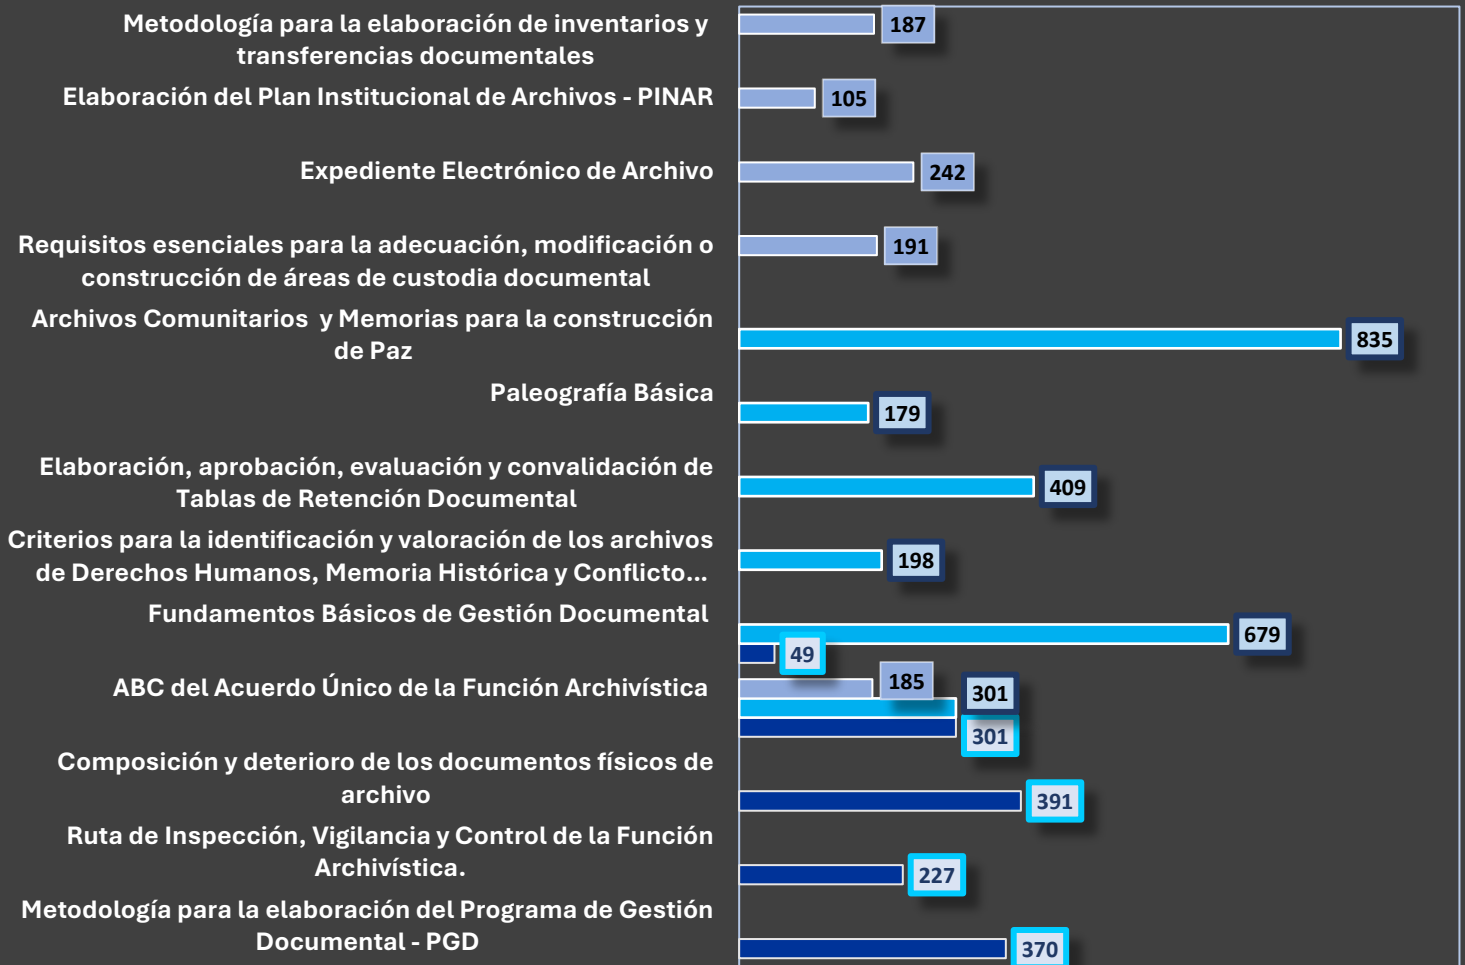 Metodología para la elaboración de inventarios y
transferencias documentales
187
Elaboración del Plan Institucional de Archivos - PINAR
105
Expediente Electrónico de Archivo
242
Requisitos esenciales para la adecuación, modificación o
construcción de áreas de custodia documental
191
Archivos Comunitarios y Memorias para la construcción
de Paz
835
Paleografía Básica
179
Elaboración, aprobación, evaluación y convalidación de
Tablas de Retención Documental
409
Criterios para la identificación y valoración de los archivos
de Derechos Humanos, Memoria Histórica y Conflicto...
198
Fundamentos Básicos de Gestión Documental
679
49
ABC del Acuerdo Único de la Función Archivística
185
301
301
Composición y deterioro de los documentos físicos de
archivo
391
Ruta de Inspección, Vigilancia y Control de la Función
Archivística.
227
Metodología para la elaboración del Programa de Gestión
Documental - PGD
370